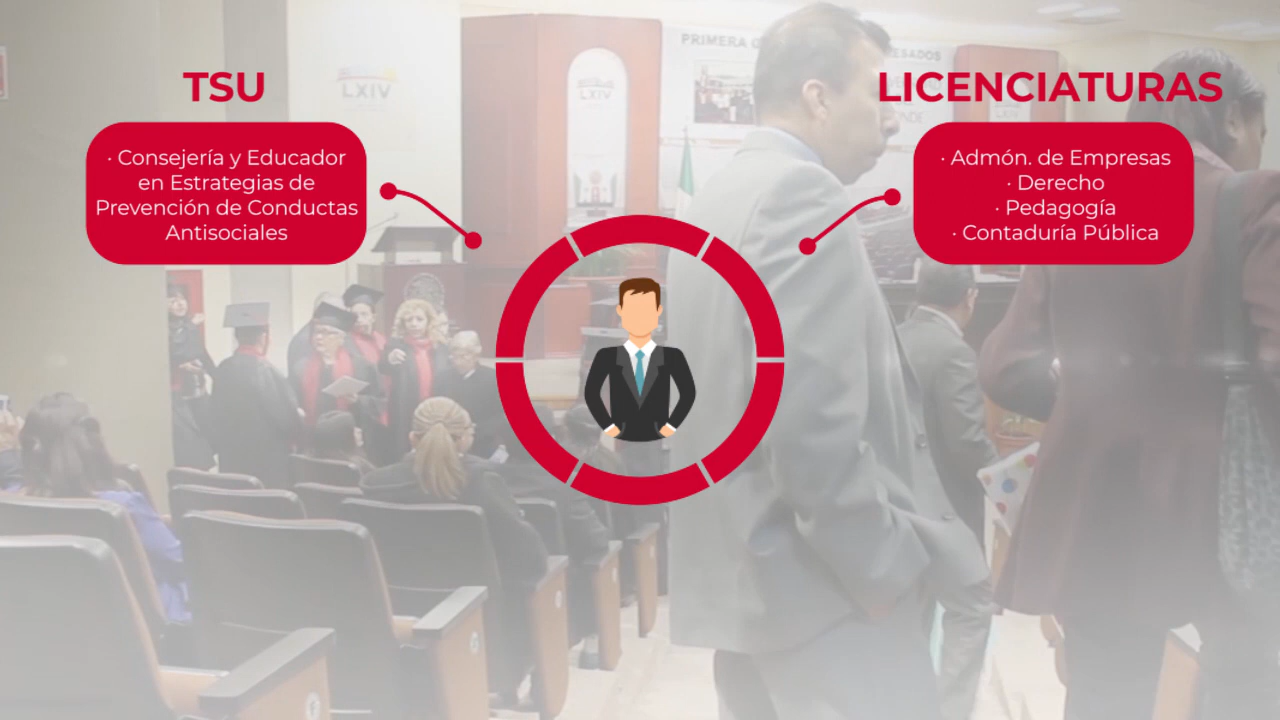 TSU
· Consejería y Educador
en Estrategias de
Prevención de Conductas
Antisociales
LICENCIATURAS
· Admón. de Empresas
· Derecho
· Pedagogía
· Contaduría Pública
LXIV
LXIV
PRIMERA